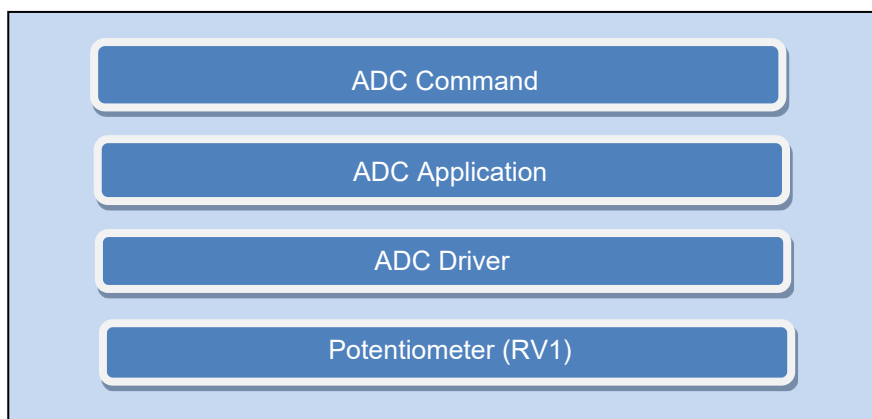 ADC Command
ADC Application
ADC Driver
Potentiometer (RV1)